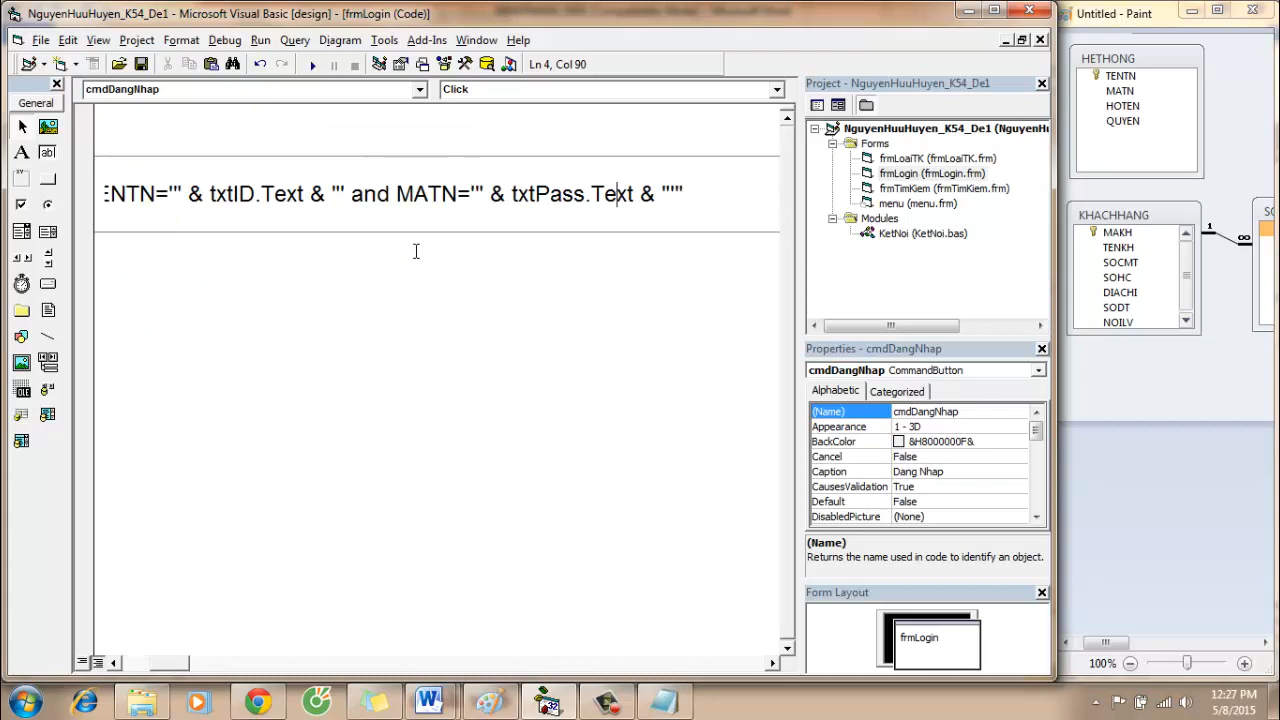 NguyenHuuHuyen_K54_De1 - Microsoft Visual Basic [design] - [frmLogin (Code)]
Untitled - Paint
File Edit View Project Format Debug Run Query Diagram Tools Add-Ins Window Help
Ln 4, Col 90
General
cmdDangNhap
Click
ENTN='" & txtID.Text & "' and MATN='" & txtPass.Text & "'"
Project - NguyenHuuHuyen_K54_De1
NguyenHuuHuyen_K54_De1 (NguyenHu
Forms
frmLoaiTK (frmLoaiTK.frm)
frmLogin (frmLogin.frm)
frmTimKiem (frmTimKiem.frm)
menu (menu.frm)
Modules
KetNoi (KetNoi.bas)
Properties - cmdDangNhap
cmdDangNhap CommandButton
Alphabetic Categorized
(Name) cmdDangNhap
Appearance 1 - 3D
BackColor &H8000000F&
Cancel False
Caption Dang Nhap
CausesValidation True
Default False
DisabledPicture (None)
(Name)
Returns the name used in code to identify an object.
Form Layout
frmLogin
HETHONG
TENTN
MATN
HOTEN
QUYEN
KHACHHANG
MAKH
TENKH
SOCMT
SOHC
DIACHI
SODT
NOILV
1
∞
100%
12:27 PM
5/8/2015